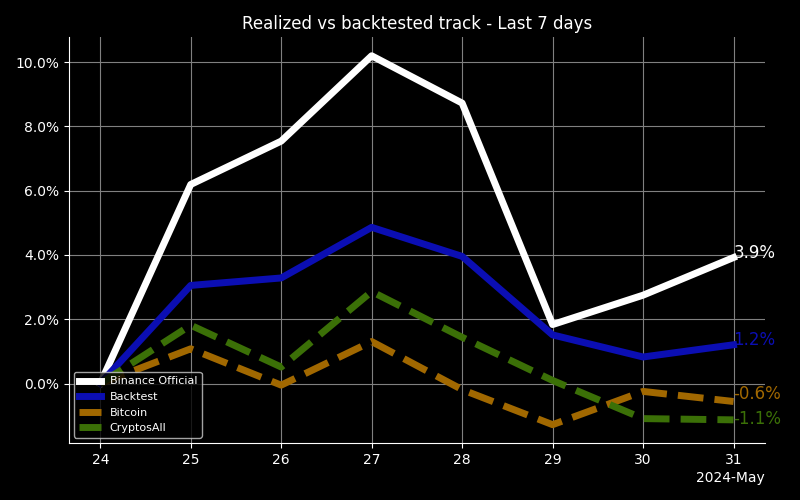 Realized vs backtested track - Last 7 days
10.0%
8.0%
6.0%
4.0%
2.0%
0.0%
3.9%
1.2%
-0.6%
-1.1%
Binance Official
Backtest
Bitcoin
CryptosAll
24 25 26 27 28 29 30 31
2024-May